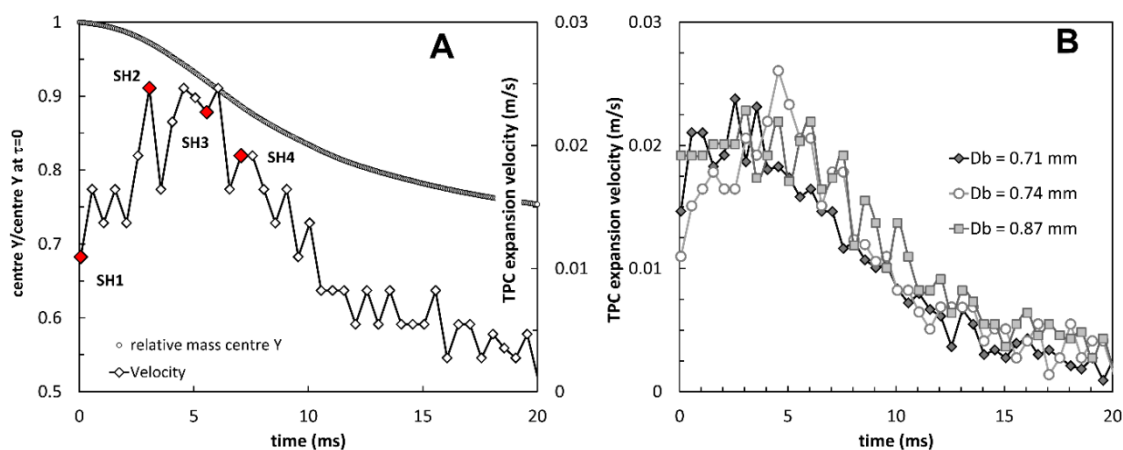 A
B
centre Y/centre Y at τ=0
1
0.9
0.8
0.7
0.6
0.5
SH1
SH2
SH3
SH4
relative mass centre Y
Velocity
0
5
10
15
20
time (ms)
0.03
0.02
0.01
0
TPC expansion velocity (m/s)
TPC expansion velocity (m/s)
0.03
0.02
0.01
0
Db = 0.71 mm
Db = 0.74 mm
Db = 0.87 mm
0
5
10
15
20
time (ms)